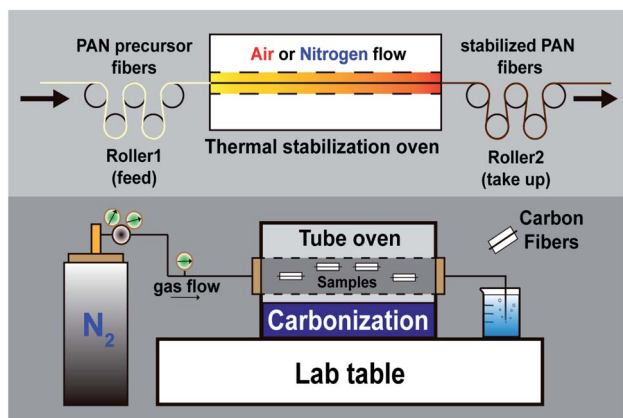 PAN precursor
fibers
Air or Nitrogen flow
stabilized PAN
fibers
Roller1
(feed)
Thermal stabilization oven
Roller2
(take up)
Tube oven
Carbon
Fibers
gas flow
Samples
N2
Carbonization
Lab table